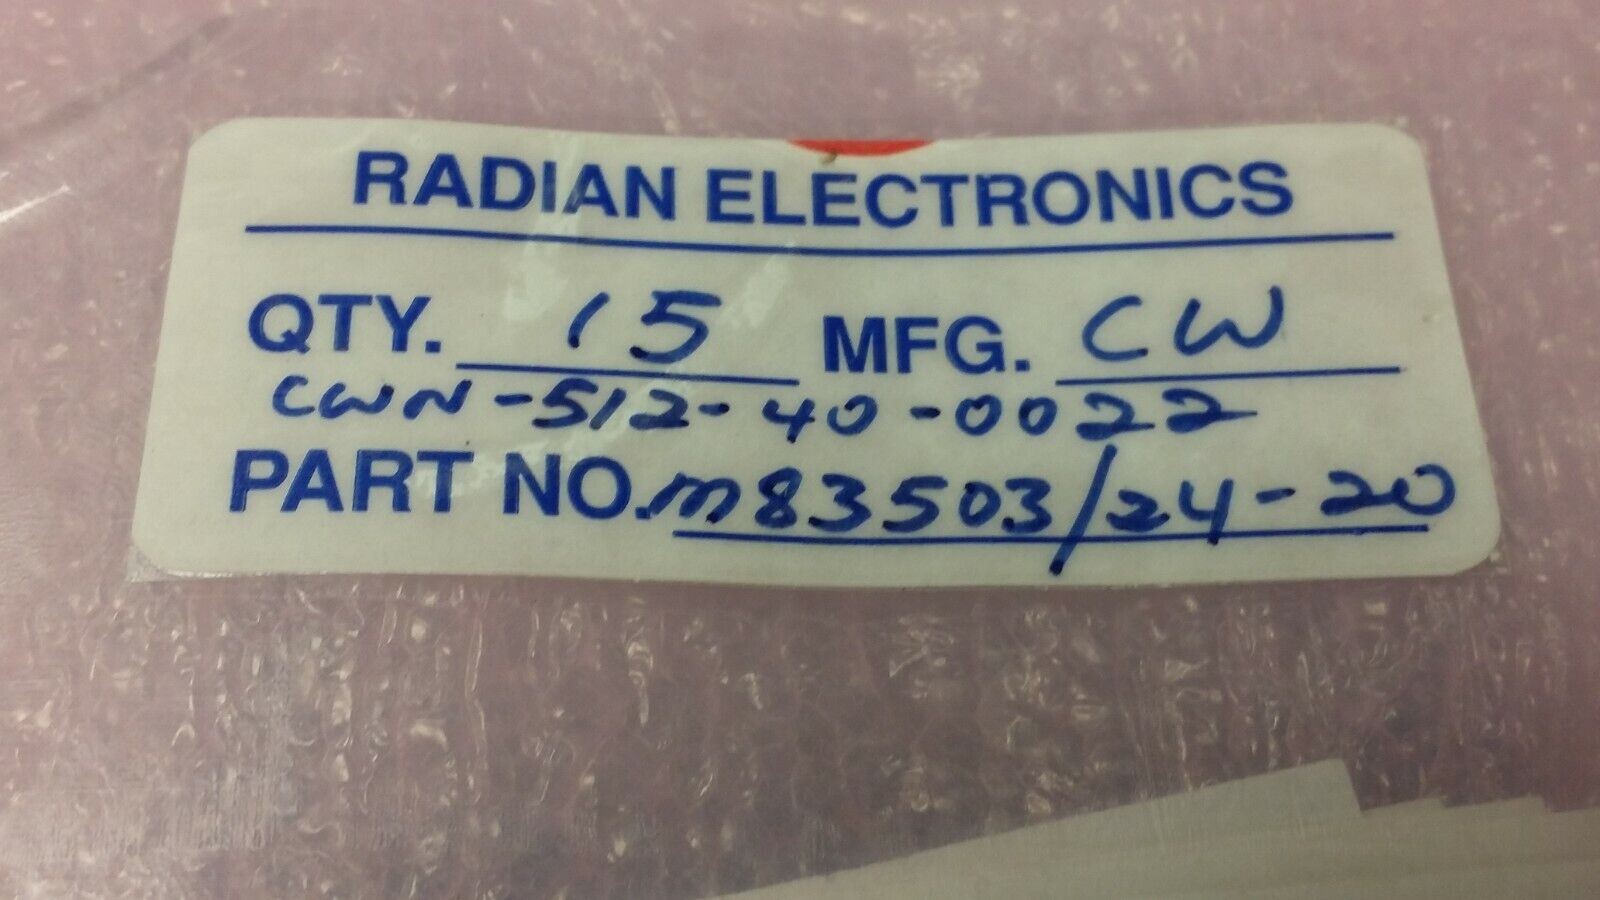 RADIAN ELECTRONICS
QTY. 15 MFG. CW
CWN-512-40-0022
PART NO. m83503/24-20